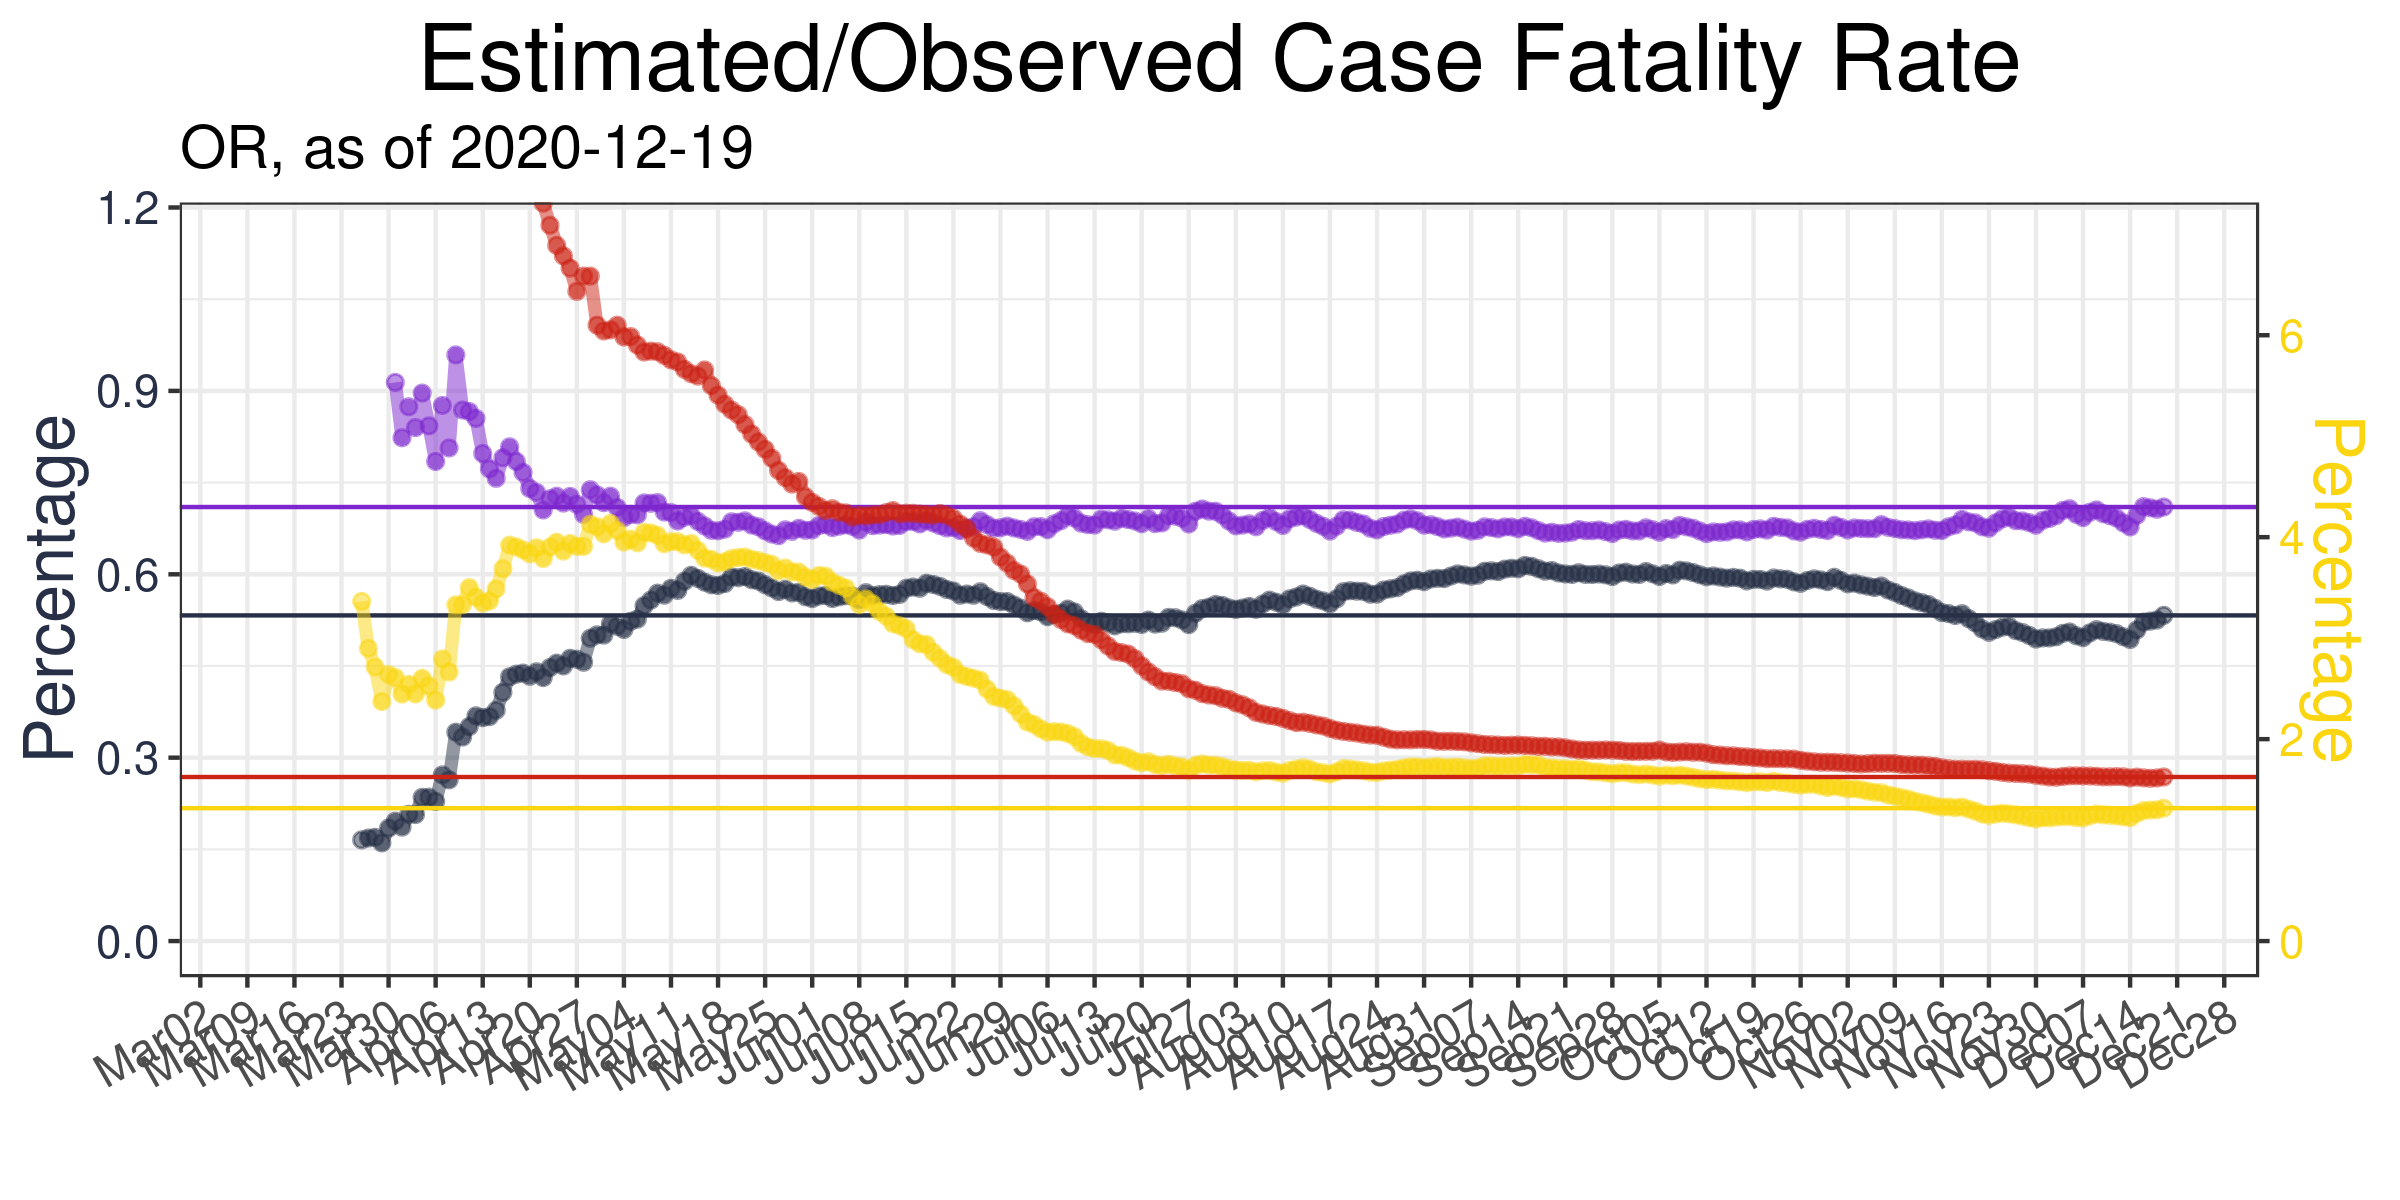 Estimated/Observed Case Fatality Rate
OR, as of 2020-12-19
Percentage
1.2
0.9
0.6
0.3
0.0
Percentage
6
4
2
0
Mar02
Mar09
Mar16
Mar23
Mar30
Apr06
Apr13
Apr20
Apr27
May04
May11
May18
May25
Jun01
Jun08
Jun15
Jun22
Jun29
Jul06
Jul13
Jul20
Jul27
Aug03
Aug10
Aug17
Aug24
Aug31
Sep07
Sep14
Sep21
Sep28
Oct05
Oct12
Oct19
Oct26
Nov02
Nov09
Nov16
Nov23
Nov30
Dec07
Dec14
Dec21
Dec28